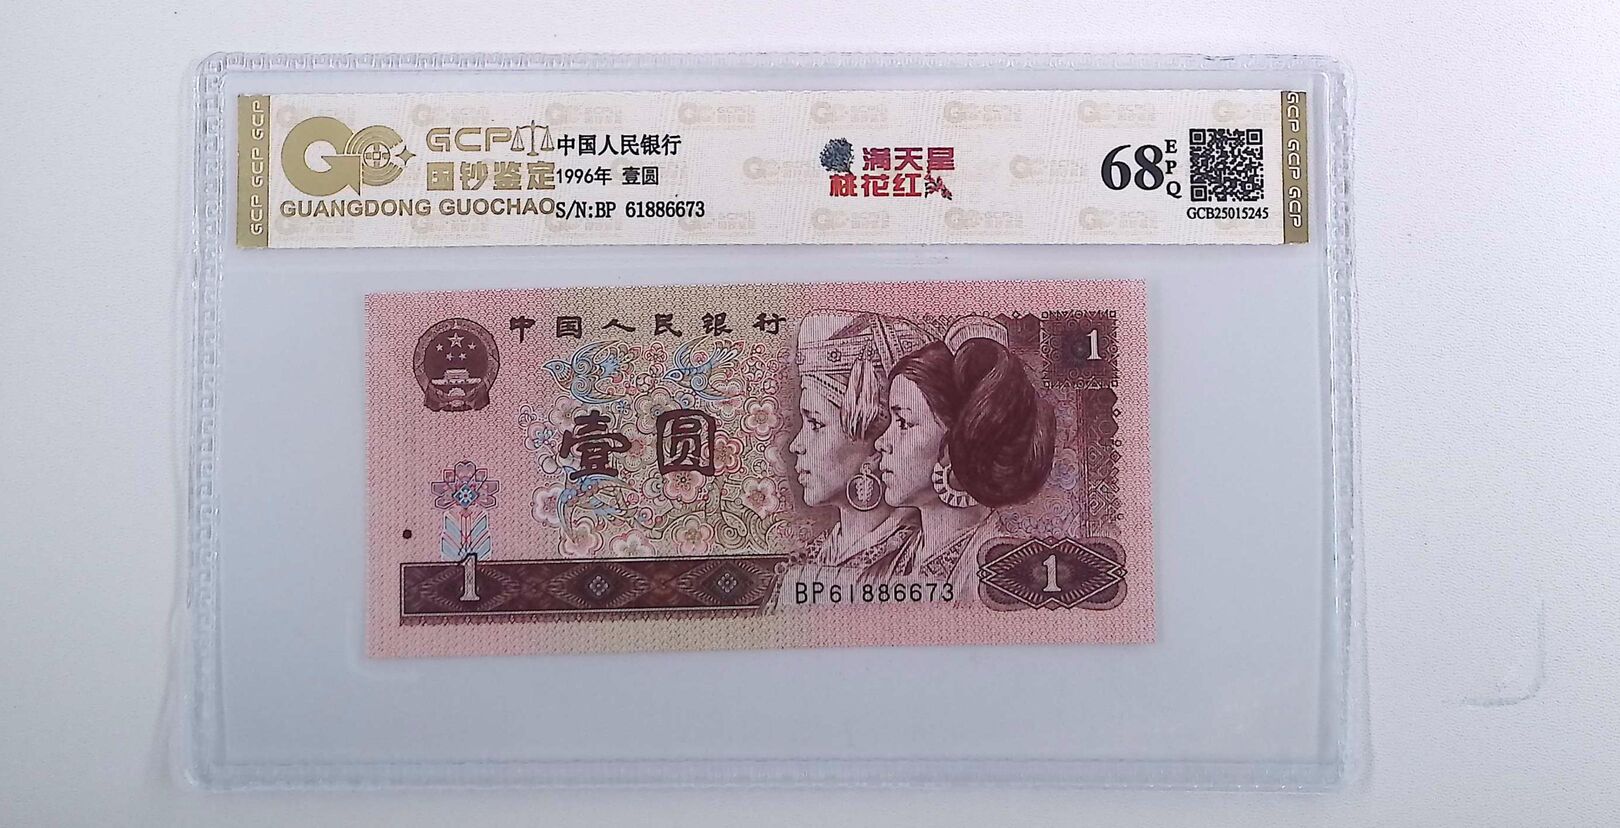 GCP GCP GCP
GCP
国钞鉴定
GUANGDONG GUOCHAO
中国人民银行
1996年 壹圆
S/N:BP 61886673
满天星
桃花红
68
EPQ
GCB25015245
GCP GCP GCP
中国人民银行
1
壹圆
1
BP61886673
1